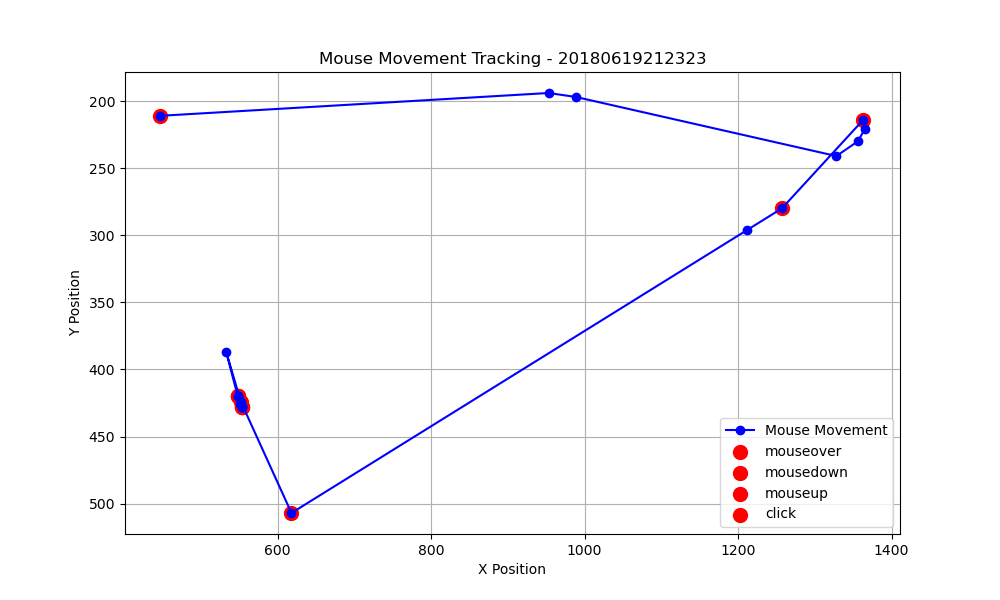 Mouse Movement Tracking - 20180619212323
200
250
300
350
400
450
500
Y Position
600
800
1000
1200
1400
X Position
Mouse Movement
mouseover
mousedown
mouseup
click